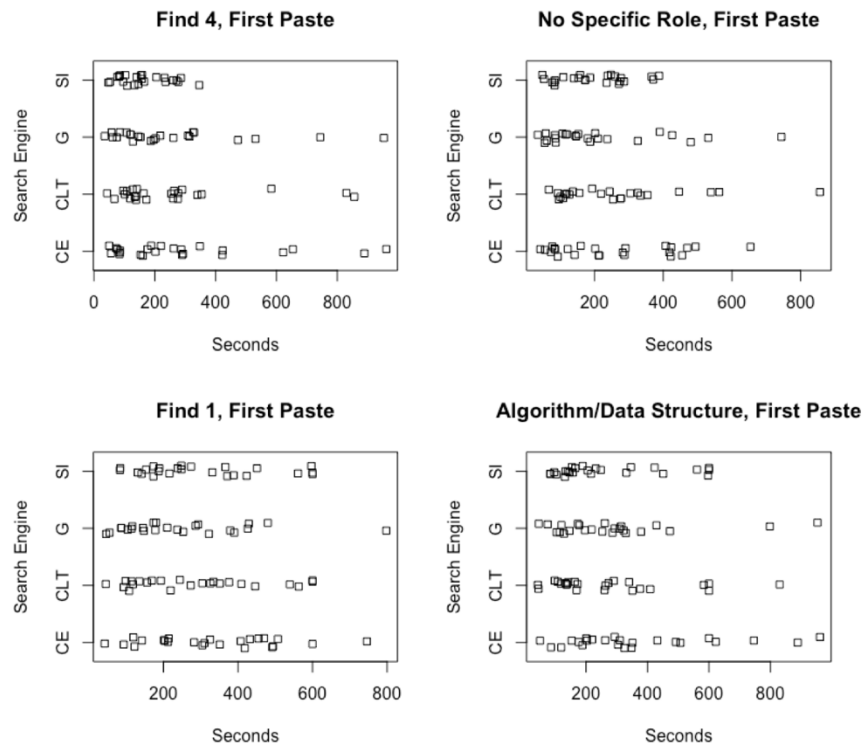 Find 4, First Paste
Search Engine
SI
G
CLT
CE
0 200 400 600 800
Seconds
No Specific Role, First Paste
Search Engine
SI
G
CLT
CE
200 400 600 800
Seconds
Find 1, First Paste
Search Engine
SI
G
CLT
CE
200 400 600 800
Seconds
Algorithm/Data Structure, First Paste
Search Engine
SI
G
CLT
CE
200 400 600 800
Seconds